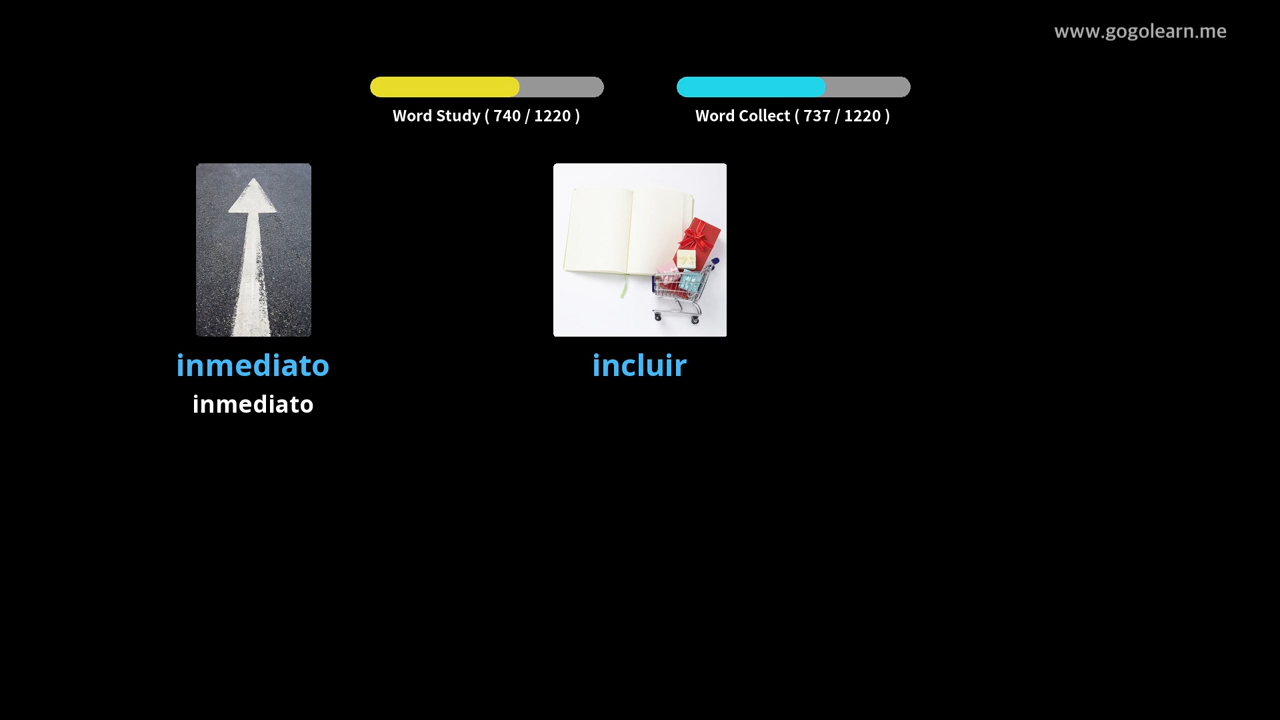 www.gogolearn.me
Word Study ( 740 / 1220 )
Word Collect ( 737 / 1220 )
inmediato
incluir
inmediato